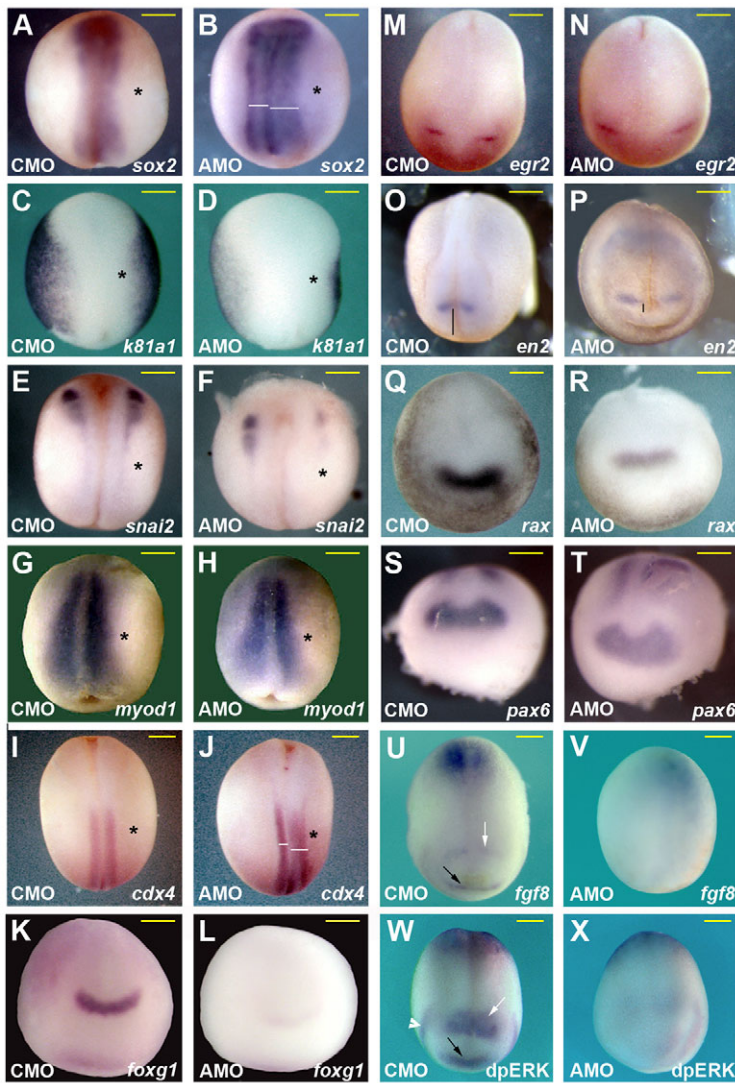 A
*
CMO sox2
B
*
AMO sox2
C
*
CMO k81a1
D
*
AMO k81a1
E
*
CMO snai2
F
*
AMO snai2
G
*
CMO myod1
H
*
AMO myod1
I
*
CMO cdx4
J
*
AMO cdx4
K
CMO foxg1
L
AMO foxg1
M
CMO egr2
N
AMO egr2
O
CMO en2
P
AMO en2
Q
CMO rax
R
AMO rax
S
CMO pax6
T
AMO pax6
U
CMO fgf8
V
AMO fgf8
W
CMO dpERK
X
AMO dpERK